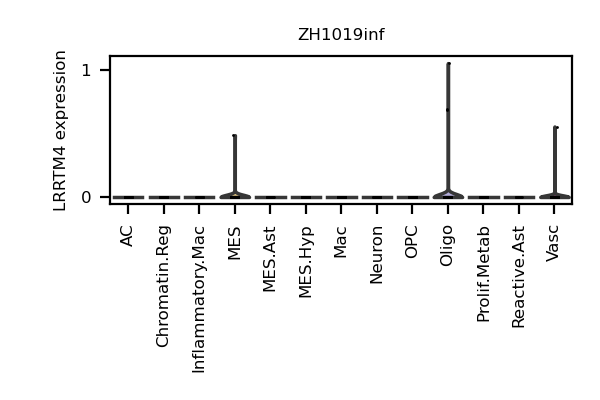 ZH1019inf
LRRTM4 expression
1
0
AC
Chromatin.Reg
Inflammatory.Mac
MES
MES.Ast
MES.Hyp
Mac
Neuron
OPC
Oligo
Prolif.Metab
Reactive.Ast
Vasc